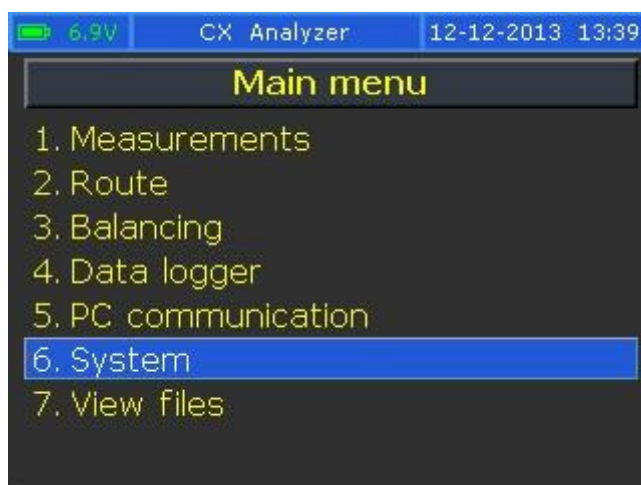 6.9V CX Analyzer 12-12-2013 13:39
Main menu
1. Measurements
2. Route
3. Balancing
4. Data logger
5. PC communication
6. System
7. View files